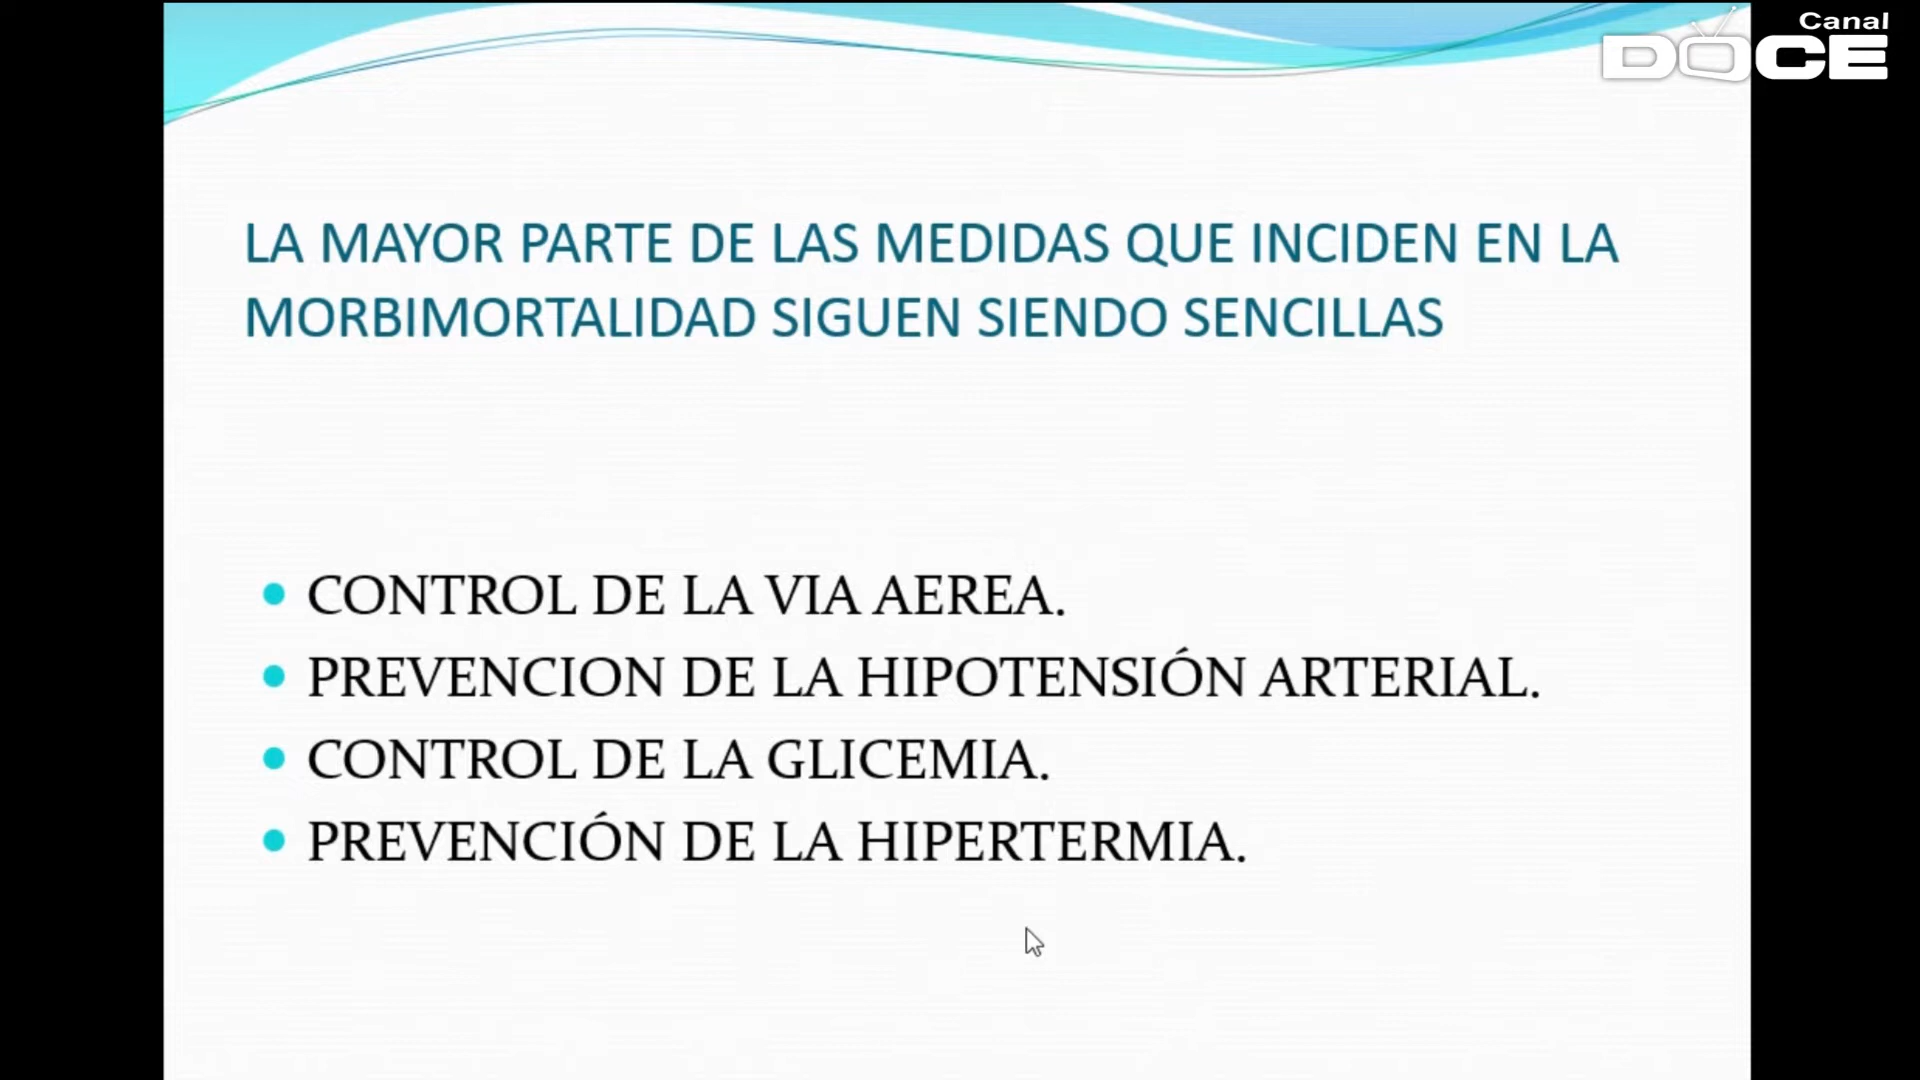 Canal
DOCE
LA MAYOR PARTE DE LAS MEDIDAS QUE INCIDEN EN LA
MORBIMORTALIDAD SIGUEN SIENDO SENCILLAS
• CONTROL DE LA VIA AEREA.
• PREVENCION DE LA HIPOTENSIÓN ARTERIAL.
• CONTROL DE LA GLICEMIA.
• PREVENCIÓN DE LA HIPERTERMIA.